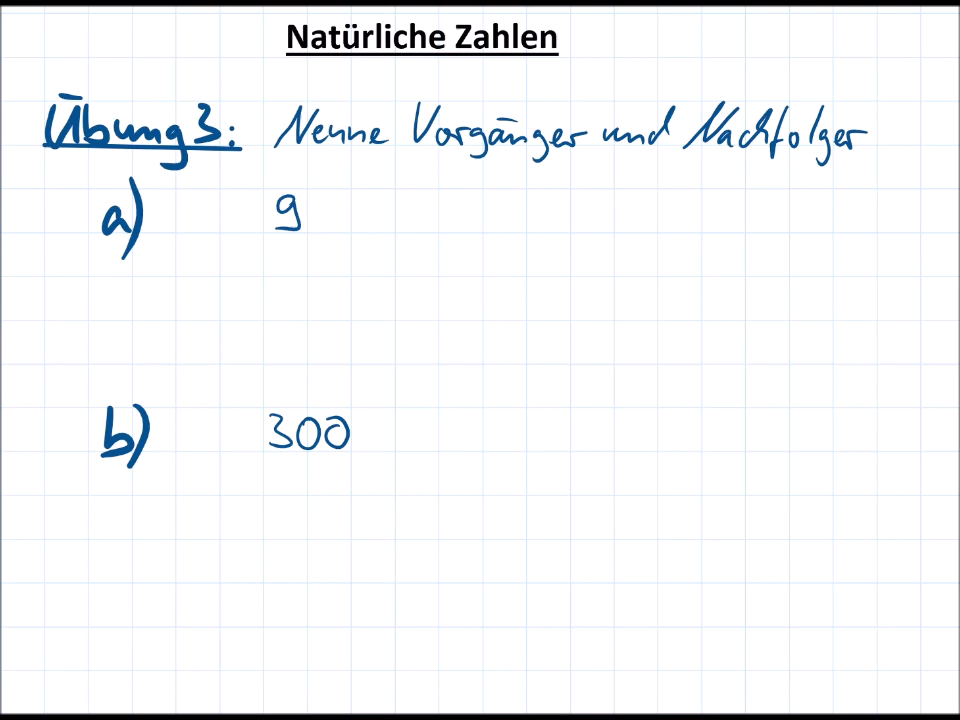 Natürliche Zahlen
Übung 3: Nenne Vorgänger und Nachfolger
a) 9
b) 300